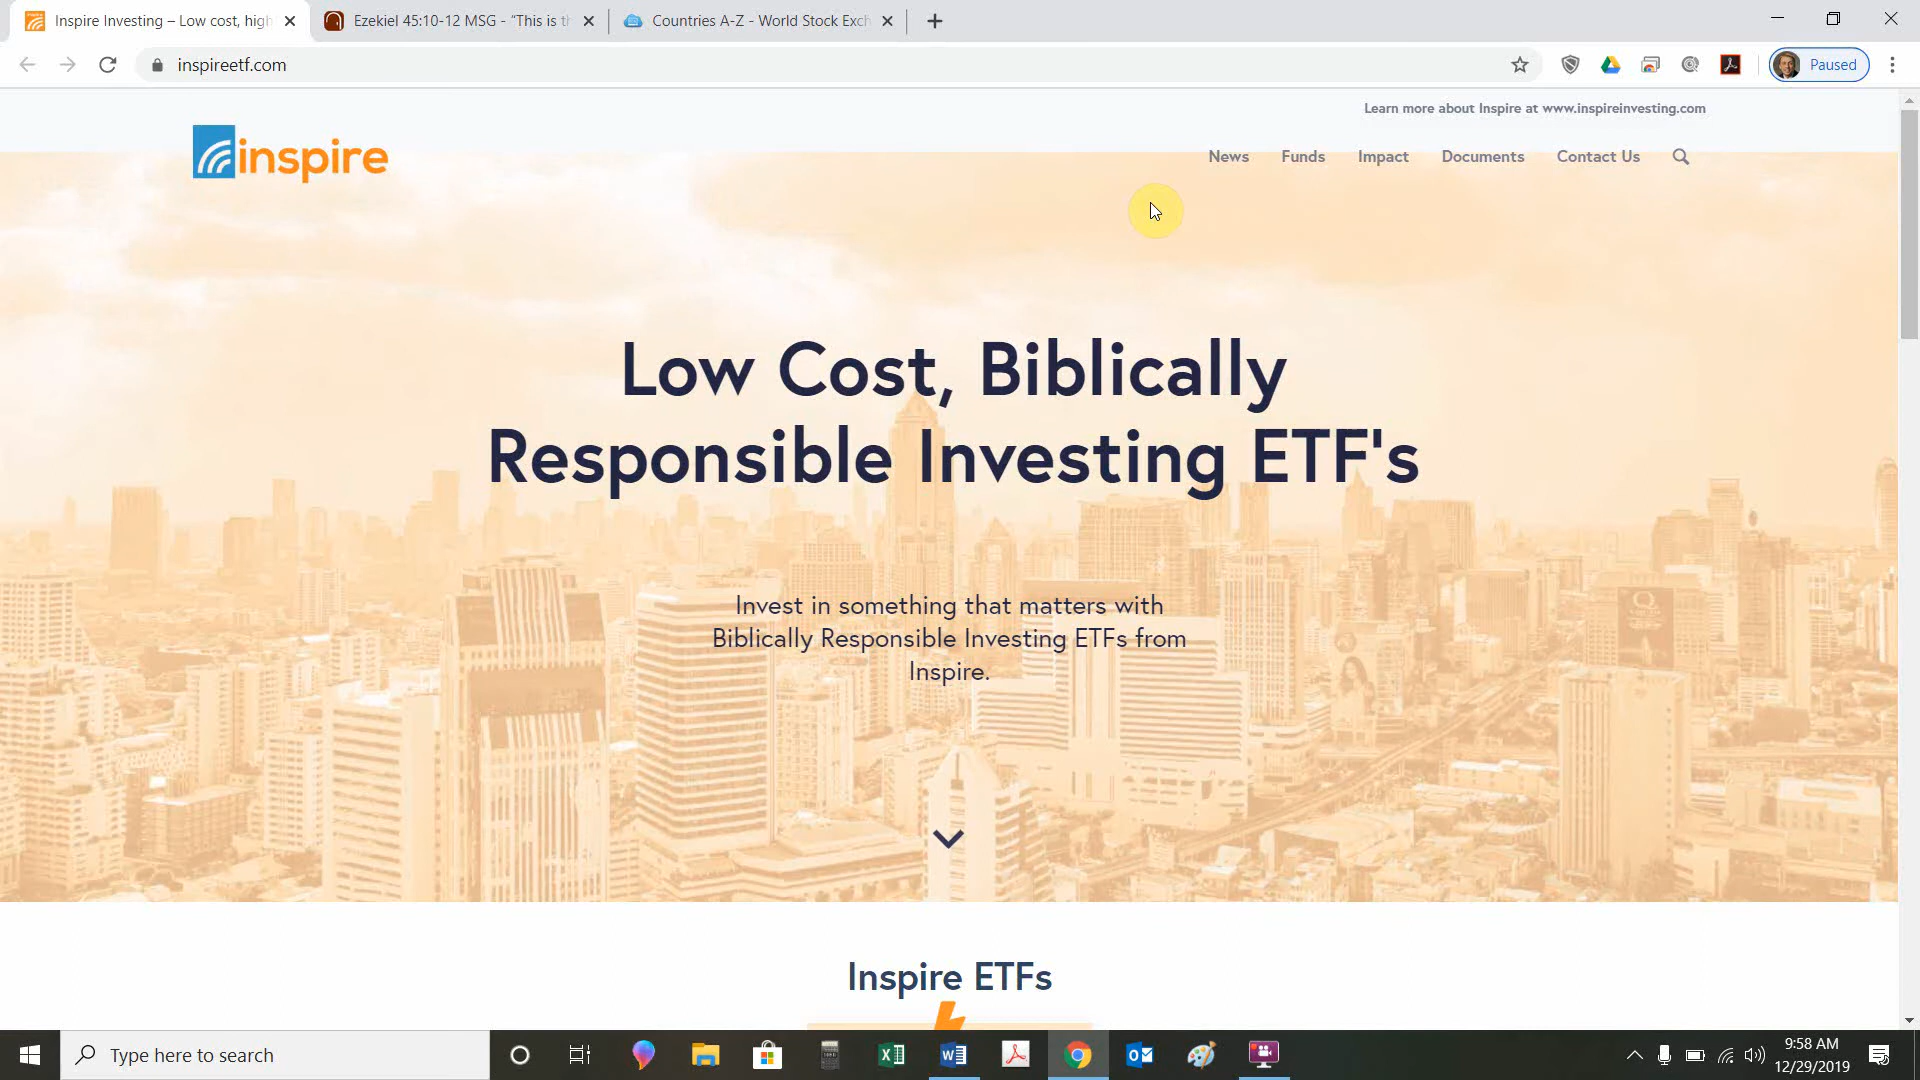 Inspire Investing – Low cost, high
Ezekiel 45:10-12 MSG - “This is th
Countries A-Z - World Stock Exch
inspireetf.com
Paused
Learn more about Inspire at www.inspireinvesting.com
inspire
News
Funds
Impact
Documents
Contact Us
Low Cost, Biblically
Responsible Investing ETF's
Invest in something that matters with
Biblically Responsible Investing ETFs from
Inspire.
Inspire ETFs
Type here to search
9:58 AM
12/29/2019